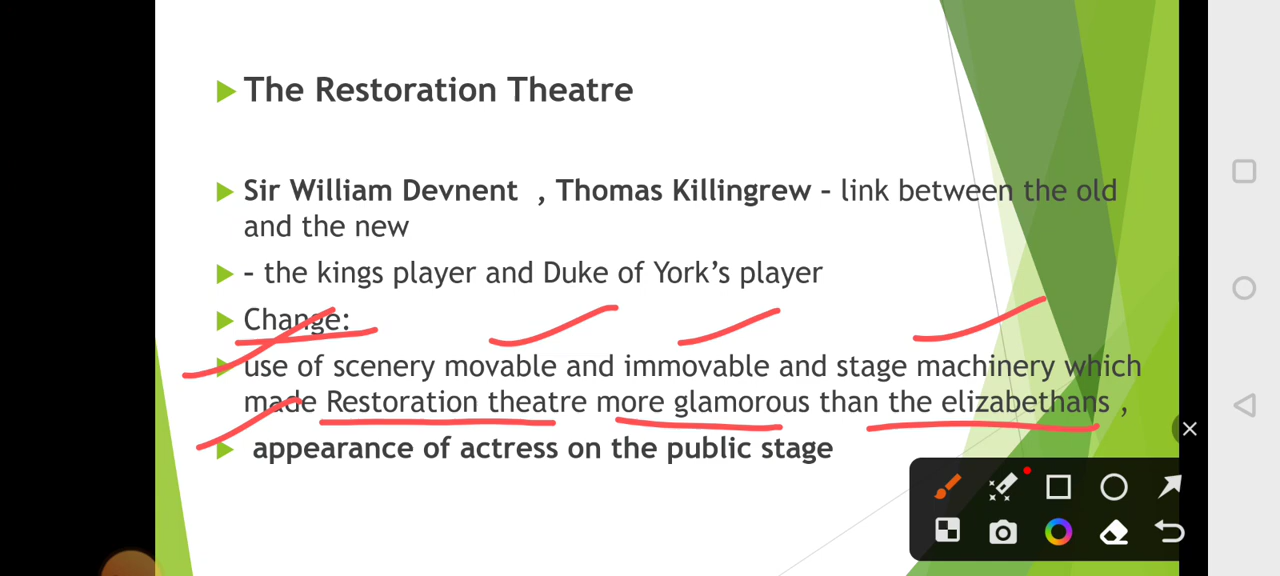 The Restoration Theatre
Sir William Devnent , Thomas Killingrew – link between the old
and the new
– the kings player and Duke of York’s player
Change:
use of scenery movable and immovable and stage machinery which
made Restoration theatre more glamorous than the elizabethans ,
appearance of actress on the public stage